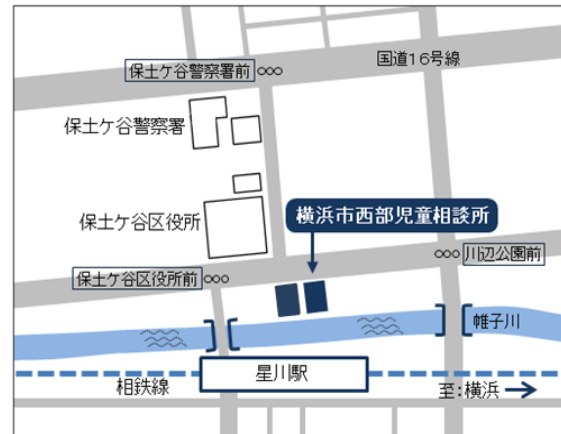 国道16号線
保土ケ谷警察署前
保土ケ谷警察署
横浜市西部児童相談所
保土ケ谷区役所
川辺公園前
保土ケ谷区役所前
帷子川
星川駅
相鉄線
至:横浜